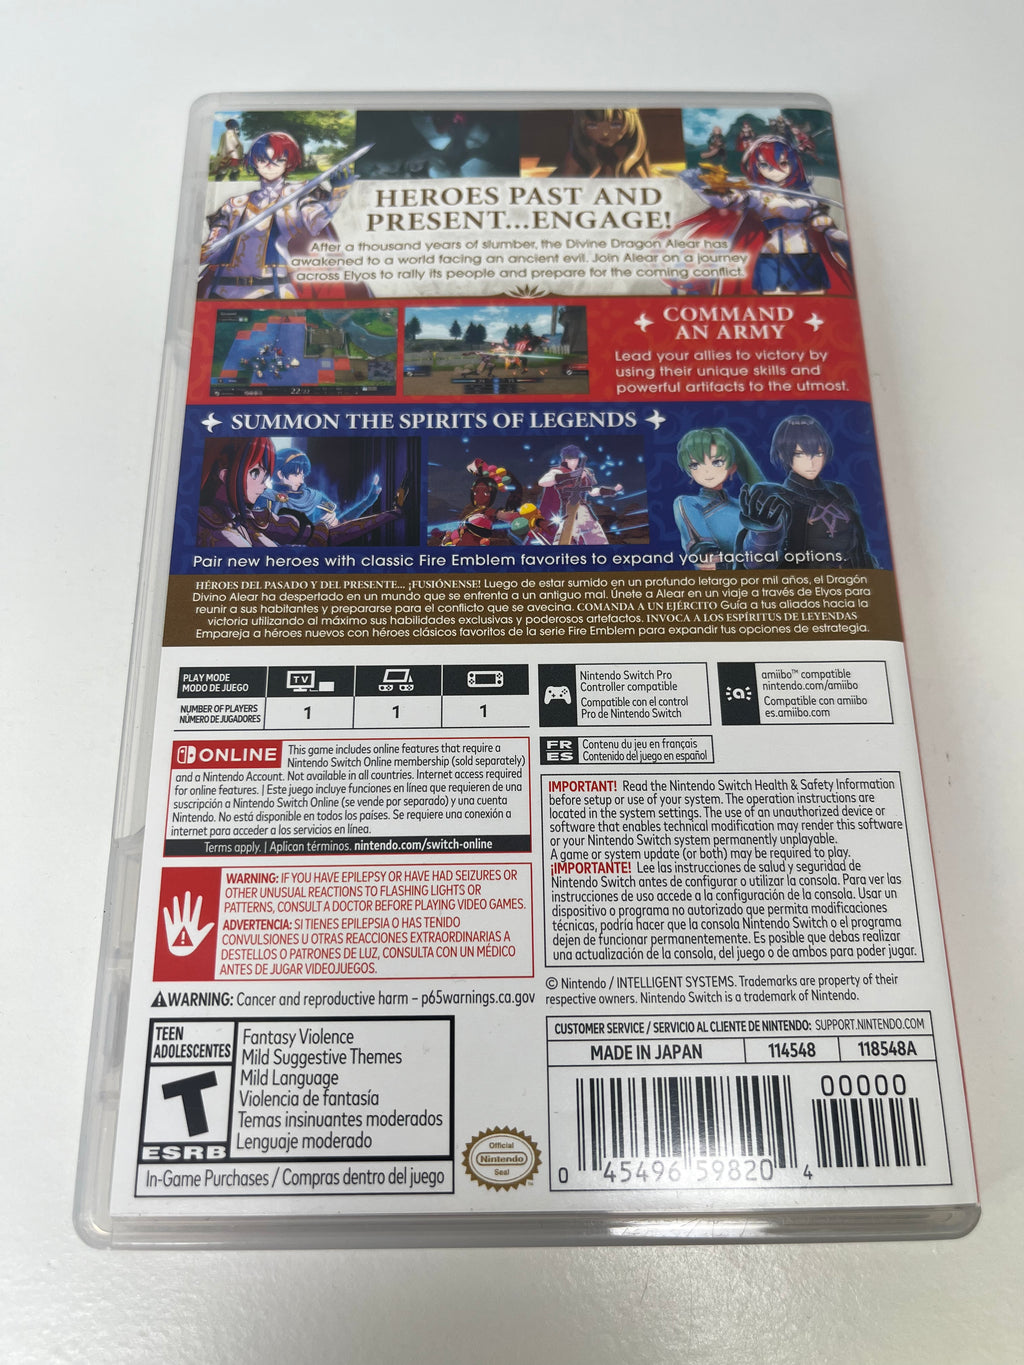 HEROES PAST AND
PRESENT...ENGAGE!
After a thousand years of slumber, the Divine Dragon Alear has
awakened to a world facing an ancient evil. Join Alear on a journey
across Elyos to rally its people and prepare for the coming conflict.
COMMAND
AN ARMY
Lead your allies to victory by
using their unique skills and
powerful artifacts to the utmost.
SUMMON THE SPIRITS OF LEGENDS
Pair new heroes with classic Fire Emblem favorites to expand your tactical options.
HÉROES DEL PASADO Y DEL PRESENTE... ¡FUSIÓNENSE! Luego de estar sumido en un profundo letargo por mil años, el Dragón
Divino Alear ha despertado en un mundo que se enfrenta a un antiguo mal. Únete a Alear en un viaje a través de Elyos para
reunir a sus habitantes y prepararse para el conflicto que se avecina. COMANDA A UN EJÉRCITO Guía a tus aliados hacia la
victoria utilizando al máximo sus habilidades exclusivas y poderosos artefactos. INVOCA A LOS ESPÍRITUS DE LEYENDAS
Empareja a héroes nuevos con héroes clásicos favoritos de la serie Fire Emblem para expandir tus opciones de estrategia.
PLAY MODE
MODO DE JUEGO
TV
NUMBER OF PLAYERS
NÚMERO DE JUGADORES
1
1
1
Nintendo Switch Pro
Controller compatible
Compatible con el control
Pro de Nintendo Switch
amiibo™ compatible
nintendo.com/amiibo
Compatible con amiibo
es.amiibo.com
FR
ES
Contenu du jeu en français
Contenido del juego en español
ONLINE
This game includes online features that require a
Nintendo Switch Online membership (sold separately)
and a Nintendo Account. Not available in all countries. Internet access required
for online features. | Este juego incluye funciones en línea que requieren de una
suscripción a Nintendo Switch Online (se vende por separado) y una cuenta
Nintendo. No está disponible en todos los países. Se requiere una conexión a
internet para acceder a los servicios en línea.
Terms apply. | Aplican términos. nintendo.com/switch-online
WARNING: IF YOU HAVE EPILEPSY OR HAVE HAD SEIZURES OR
OTHER UNUSUAL REACTIONS TO FLASHING LIGHTS OR
PATTERNS, CONSULT A DOCTOR BEFORE PLAYING VIDEO GAMES.
ADVERTENCIA: SI TIENES EPILEPSIA O HAS TENIDO
CONVULSIONES U OTRAS REACCIONES EXTRAORDINARIAS A
DESTELLOS O PATRONES DE LUZ, CONSULTA CON UN MÉDICO
ANTES DE JUGAR VIDEOJUEGOS.
WARNING: Cancer and reproductive harm – p65warnings.ca.gov
IMPORTANT! Read the Nintendo Switch Health & Safety Information
before setup or use of your system. The operation instructions are
located in the system settings. The use of an unauthorized device or
software that enables technical modification may render this software
or your Nintendo Switch system permanently unplayable.
A game or system update (or both) may be required to play.
¡IMPORTANTE! Lee las instrucciones de salud y seguridad de
Nintendo Switch antes de configurar o utilizar la consola. Para ver las
instrucciones de uso accede a la configuración de la consola. Usar un
dispositivo o programa no autorizado que permita modificaciones
técnicas, podría hacer que la consola Nintendo Switch o el programa
dejen de funcionar permanentemente. Es posible que debas realizar
una actualización de la consola, del juego o de ambos para poder jugar.
© Nintendo / INTELLIGENT SYSTEMS. Trademarks are property of their
respective owners. Nintendo Switch is a trademark of Nintendo.
TEEN
ADOLESCENTES
T
ESRB
Fantasy Violence
Mild Suggestive Themes
Mild Language
Violencia de fantasía
Temas insinuantes moderados
Lenguaje moderado
In-Game Purchases / Compras dentro del juego
Official
Nintendo
Seal
CUSTOMER SERVICE / SERVICIO AL CLIENTE DE NINTENDO: SUPPORT.NINTENDO.COM
MADE IN JAPAN
114548
118548A
00000
0 45496 59820 4